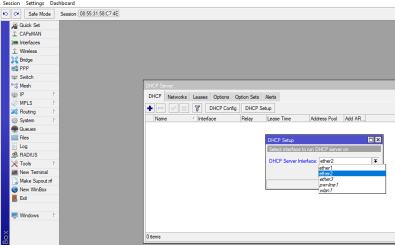 Session Settings Dashboard
Safe Mode Session: 08:55:31:58:C7:4E
Quick Set
CAPsMAN
Interfaces
Wireless
Bridge
PPP
Switch
Mesh
IP
MPLS
Routing
System
Queues
Files
Log
RADIUS
Tools
New Terminal
Make Supout.rif
New WinBox
Exit
Windows
DHCP Server
DHCP Networks Leases Options Option Sets Alerts
DHCP Config DHCP Setup
Name Interface Relay Lease Time Address Pool Add AR...
DHCP Setup
Select interface to run DHCP server on
DHCP Server Interface: ether2
ether1
ether2
ether3
wlan1
0 items
Box